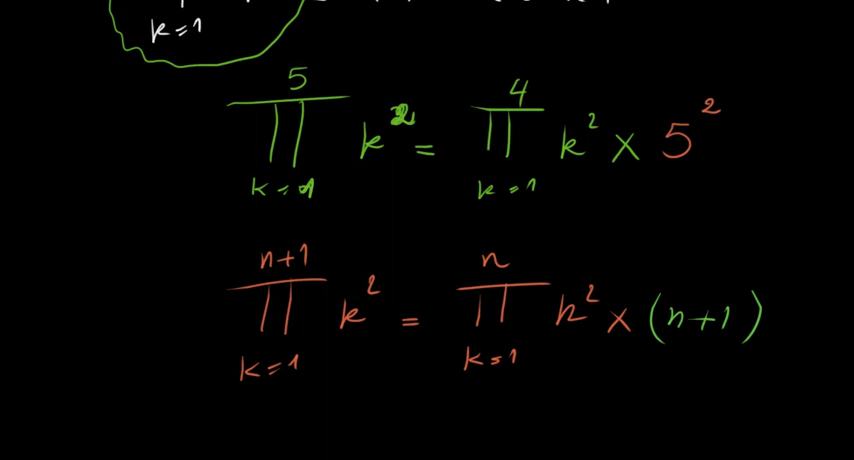 k=1
5 ∏ k=1 k² = 4 ∏ k=1 k² × 5²
n+1 ∏ k=1 k² = n ∏ k=1 k² × (n+1)